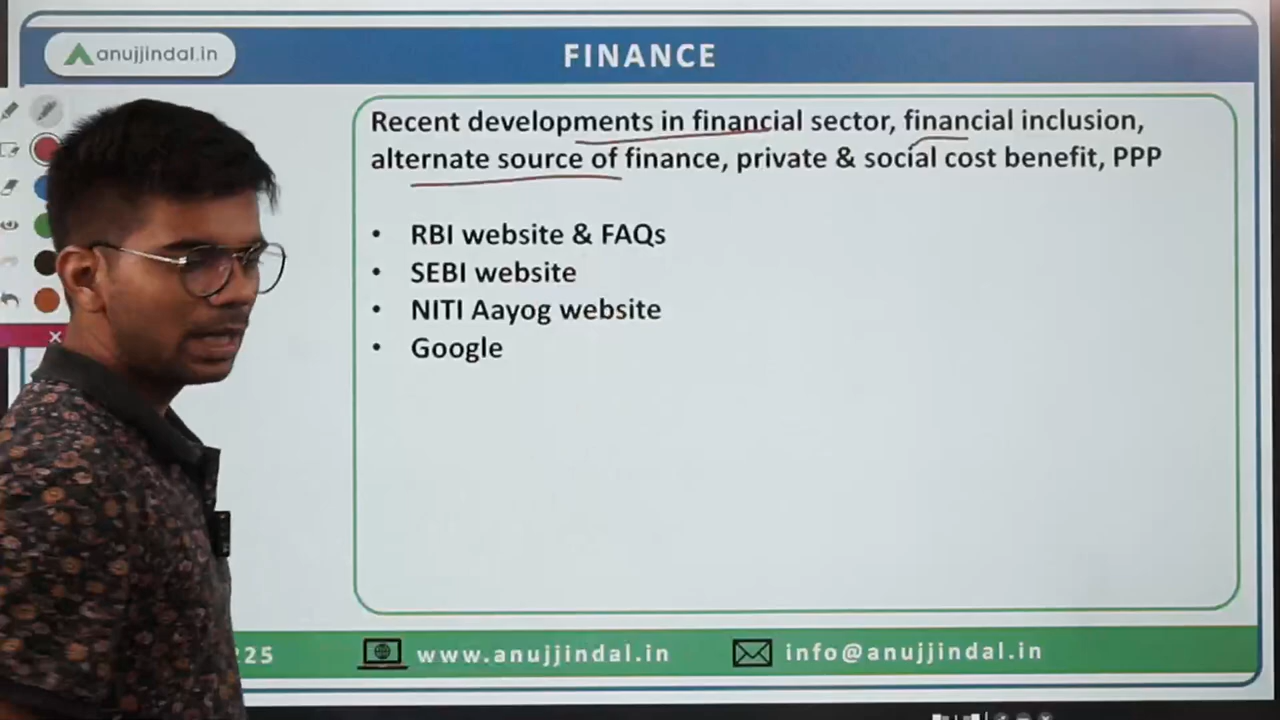 anujjindal.in
FINANCE
Recent developments in financial sector, financial inclusion,
alternate source of finance, private & social cost benefit, PPP
• RBI website & FAQs
• SEBI website
• NITI Aayog website
• Google
25
www.anujjindal.in
info@anujjindal.in